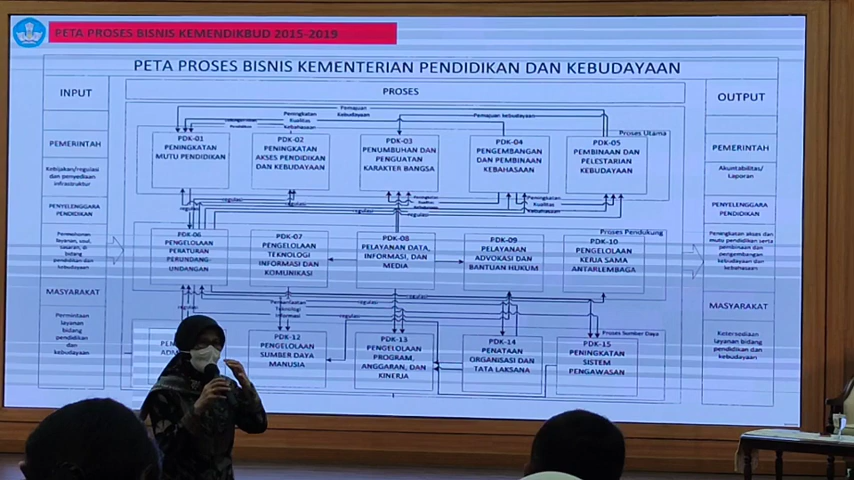 PETA PROSES BISNIS KEMENDIKBUD 2015-2019
PETA PROSES BISNIS KEMENTERIAN PENDIDIKAN DAN KEBUDAYAAN
INPUT
PROSES
OUTPUT
Pemajuan
Kebudayaan
Peningkatan
Kualitas
Kebahasaan
Pemajuan kebudayaan
Proses Utama
PDK-01
PENINGKATAN
MUTU PENDIDIKAN
PDK-02
PENINGKATAN
AKSES PENDIDIKAN
DAN KEBUDAYAAN
PDK-03
PENUMBUHAN DAN
PENGUATAN
KARAKTER BANGSA
PDK-04
PENGEMBANGAN
DAN PEMBINAAN
KEBAHASAAN
PDK-05
PEMBINAAN DAN
PELESTARIAN
KEBUDAYAAN
PEMERINTAH
Kebijakan/regulasi
dan penyediaan
infrastruktur
PENYELENGGARA
PENDIDIKAN
Permohonan
layanan, usul,
saran, di
bidang
pendidikan
dan
kebudayaan
MASYARAKAT
Permintaan
layanan
bidang
pendidikan
dan
kebudayaan
PEMERINTAH
Akuntabilitas/
Laporan
PENYELENGGARA
PENDIDIKAN
Peningkatan akses dan
mutu pendidikan serta
pembinaan dan
pengembangan
kebudayaan dan
kebahasaan
MASYARAKAT
Ketersediaan
layanan bidang
pendidikan dan
kebudayaan
regulasi
regulasi
regulasi
Peningkatan
Kualitas
Kebahasaan
Peningkatan
Kualitas
Kebahasaan
Proses Pendukung
PDK-06
PENGELOLAAN
PERATURAN
PERUNDANG-
UNDANGAN
PDK-07
PENGELOLAAN
TEKNOLOGI
INFORMASI DAN
KOMUNIKASI
PDK-08
PELAYANAN DATA,
INFORMASI, DAN
MEDIA
PDK-09
PELAYANAN
ADVOKASI DAN
BANTUAN HUKUM
PDK-10
PENGELOLAAN
KERJA SAMA
ANTARLEMBAGA
regulasi
regulasi
regulasi
Pemanfaatan
Teknologi
Informasi
Proses Sumber Daya
PDK-12
PENGELOLAAN
SUMBER DAYA
MANUSIA
PDK-13
PENGELOLAAN
PROGRAM,
ANGGARAN, DAN
KINERJA
PDK-14
PENATAAN
ORGANISASI DAN
TATA LAKSANA
PDK-15
PENINGKATAN
SISTEM
PENGAWASAN